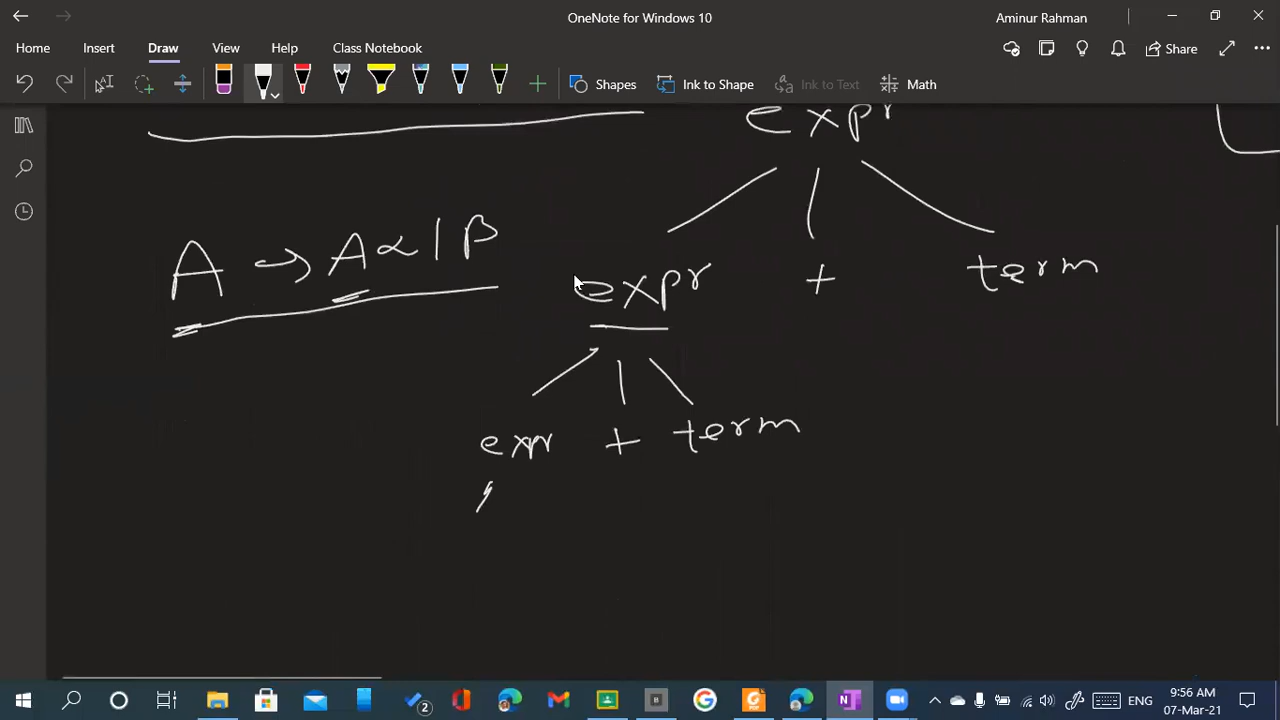 OneNote for Windows 10
Aminur Rahman
Home Insert Draw View Help Class Notebook Share
Shapes Ink to Shape Ink to Text Math
expr
A → Aα | β
expr + term
expr + term
2
ENG
9:56 AM
07-Mar-21